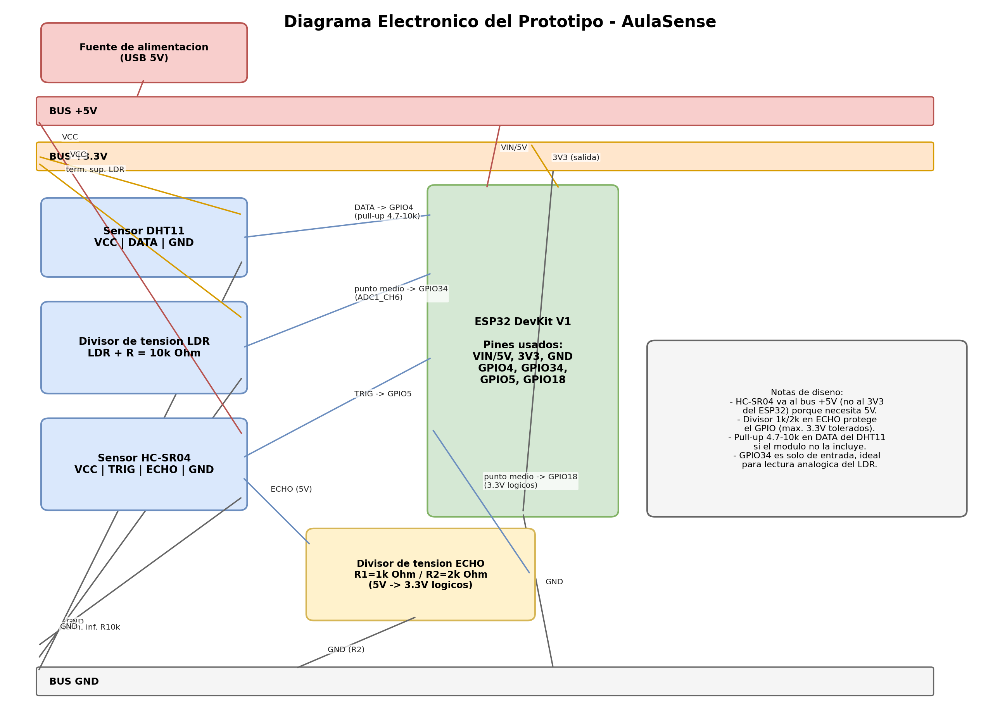 Diagrama Electronico del Prototipo - AulaSense
Fuente de alimentacion
(USB 5V)
BUS +5V
VCC
BUS +3.3V
VCC
term. sup. LDR
VIN/5V
3V3 (salida)
Sensor DHT11
VCC | DATA | GND
DATA -> GPIO4
(pull-up 4.7-10k)
Divisor de tension LDR
LDR + R = 10k Ohm
punto medio -> GPIO34
(ADC1_CH6)
ESP32 DevKit V1
Pines usados:
VIN/5V, 3V3, GND
GPIO4, GPIO34,
GPIO5, GPIO18
TRIG -> GPIO5
Sensor HC-SR04
VCC | TRIG | ECHO | GND
ECHO (5V)
punto medio -> GPIO18
(3.3V logicos)
Notas de diseno:
- HC-SR04 va al bus +5V (no al 3V3
del ESP32) porque necesita 5V.
- Divisor 1k/2k en ECHO protege
el GPIO (max. 3.3V tolerados).
- Pull-up 4.7-10k en DATA del DHT11
si el modulo no la incluye.
- GPIO34 es solo de entrada, ideal
para lectura analogica del LDR.
Divisor de tension ECHO
R1=1k Ohm / R2=2k Ohm
(5V -> 3.3V logicos)
GND
GND
GND
inf. R10k
GND (R2)
BUS GND